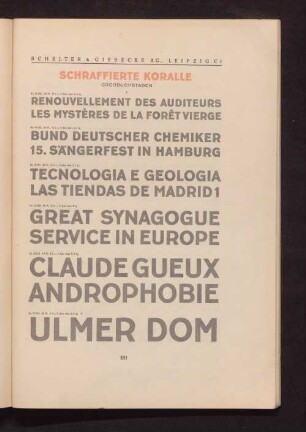 SCHELTER & GIESECKE AG., LEIPZIG C1
SCHRAFFIERTE KORALLE
GROSSBUCHSTABEN
RENOUVELLEMENT DES AUDITEURS
LES MYSTÈRES DE LA FORÊT VIERGE
BUND DEUTSCHER CHEMIKER
15. SÄNGERFEST IN HAMBURG
TECNOLOGIA E GEOLOGIA
LAS TIENDAS DE MADRID 1
GREAT SYNAGOGUE
SERVICE IN EUROPE
CLAUDE GUEUX
ANDROPHOBIE
ULMER DOM